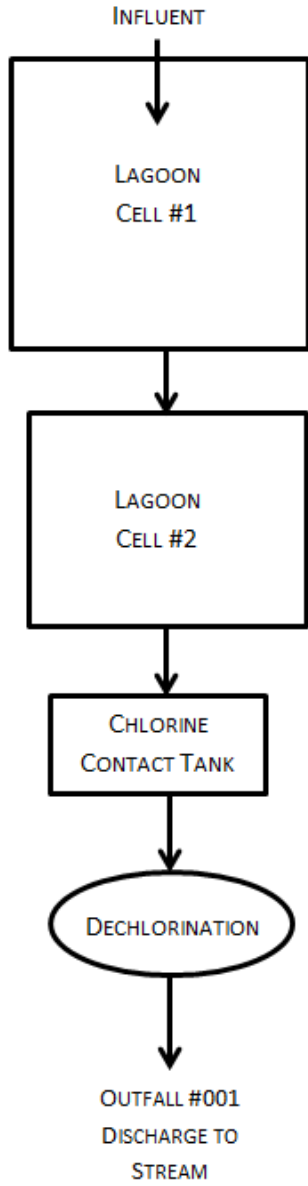 INFLUENT
LAGOON
CELL #1
LAGOON
CELL #2
CHLORINE
CONTACT TANK
DECHLORINATION
OUTFALL #001
DISCHARGE TO
STREAM